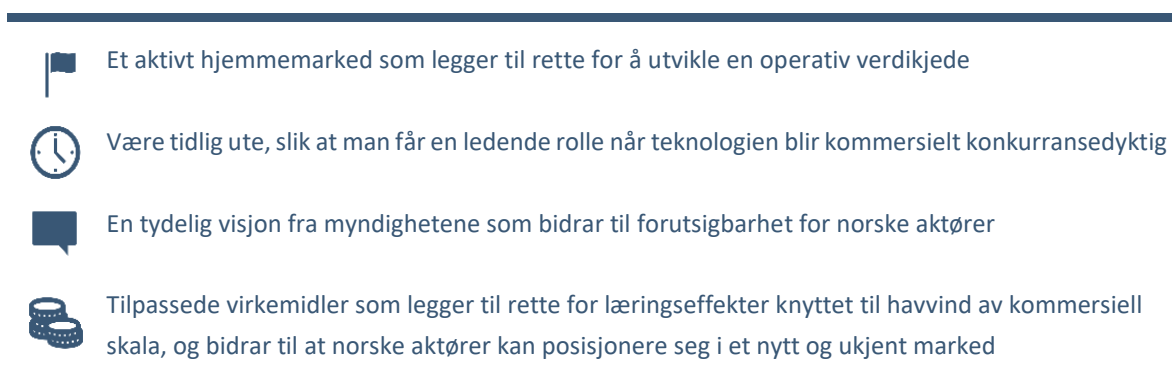 Et aktivt hjemmemarked som legger til rette for å utvikle en operativ verdikjede
Være tidlig ute, slik at man får en ledende rolle når teknologien blir kommersielt konkurransedyktig
En tydelig visjon fra myndighetene som bidrar til forutsigbarhet for norske aktører
Tilpassede virkemidler som legger til rette for læringseffekter knyttet til havvind av kommersiell
skala, og bidrar til at norske aktører kan posisjonere seg i et nytt og ukjent marked